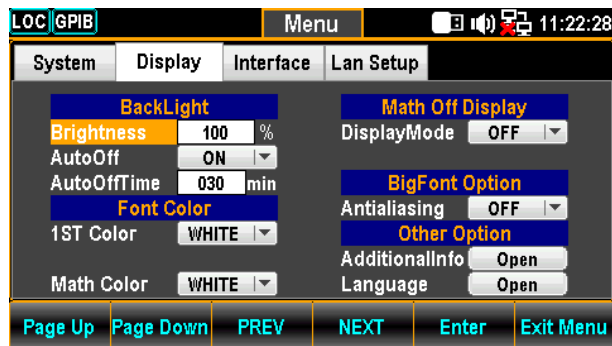 LOC GPIB Menu 11:22:28
System Display Interface Lan Setup
BackLight
Brightness 100 %
AutoOff ON
AutoOffTime 030 min
Font Color
1ST Color WHITE
Math Color WHITE
Math Off Display
DisplayMode OFF
BigFont Option
Antialiasing OFF
Other Option
AdditionalInfo Open
Language Open
Page Up Page Down PREV NEXT Enter Exit Menu